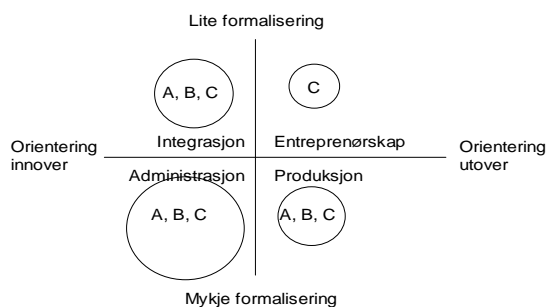 Lite formalisering
A, B, C
C
Orientering
innover
Integrasjon
Entreprenørskap
Orientering
utover
Administrasjon
Produksjon
A, B, C
A, B, C
Mykje formalisering